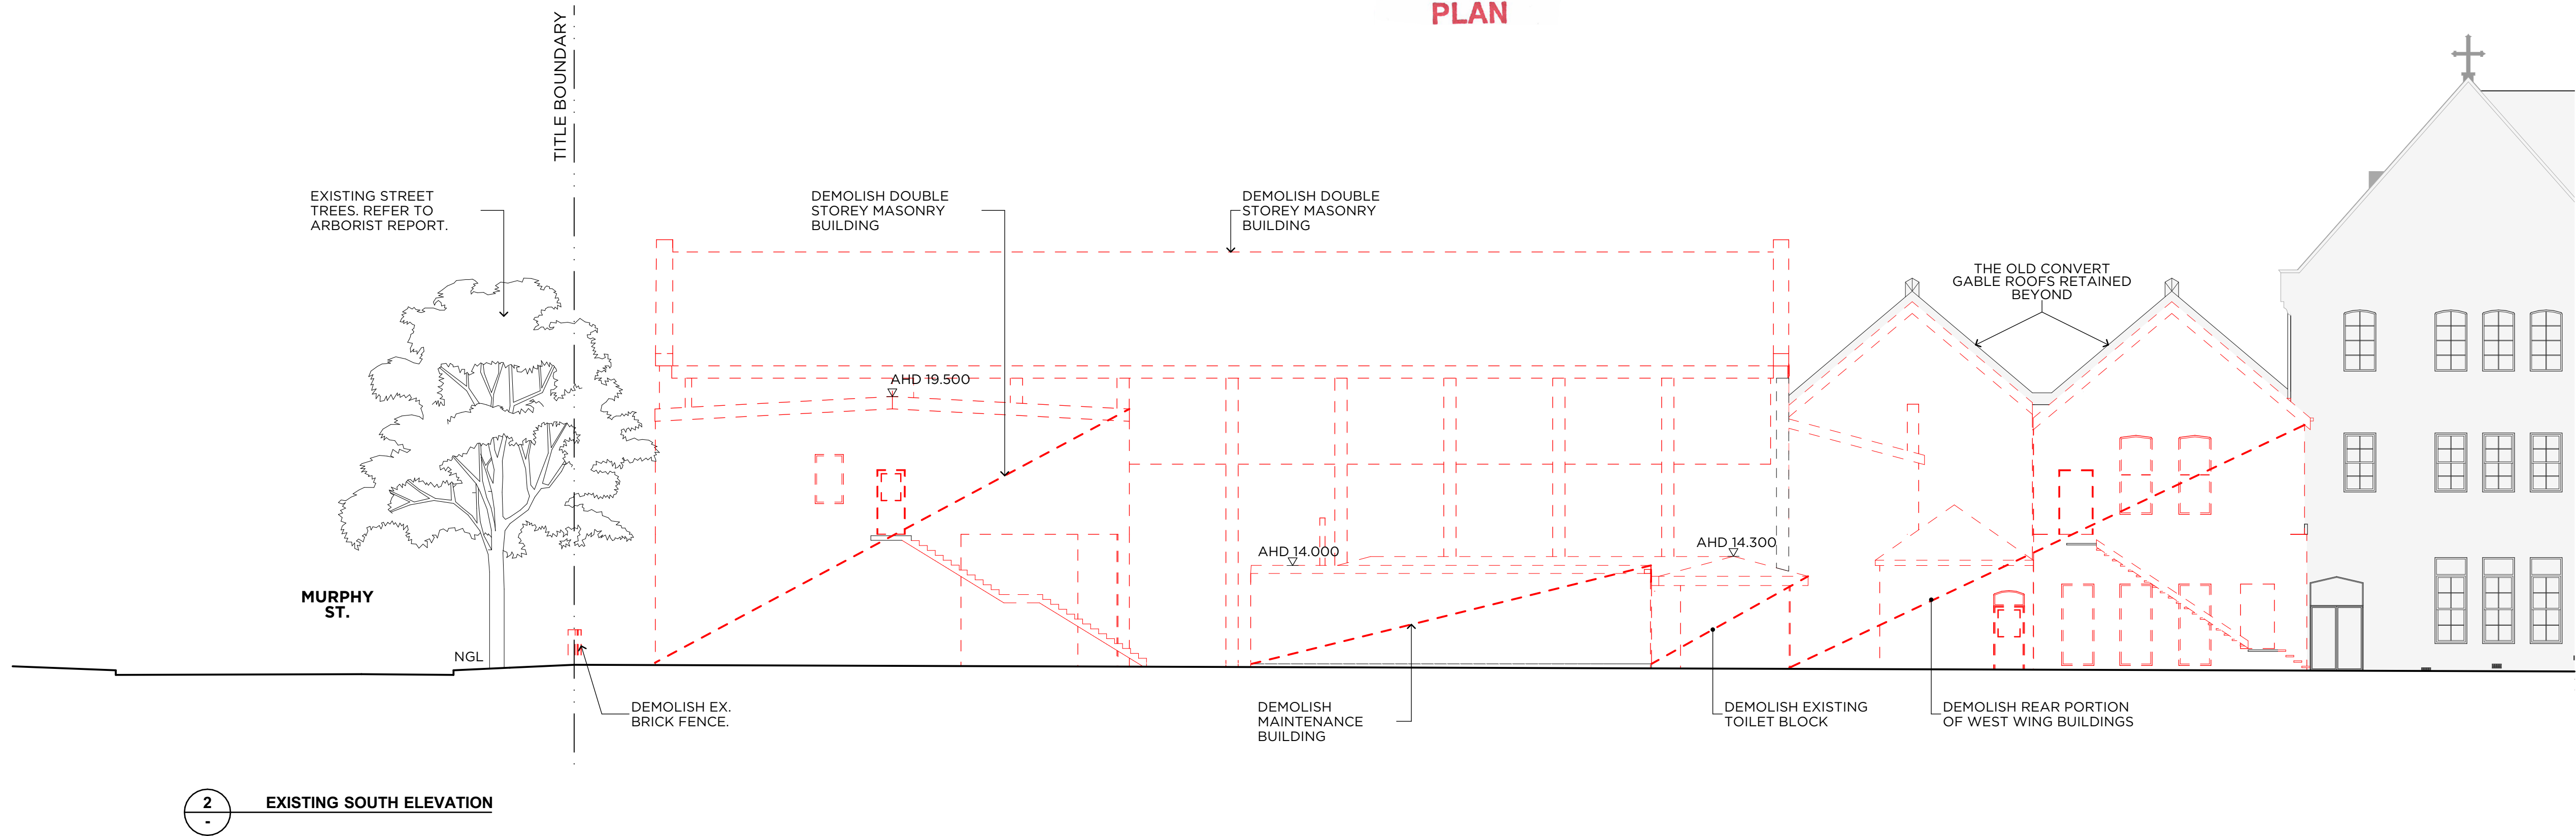 PLAN
TITLE BOUNDARY
EXISTING STREET
TREES. REFER TO
ARBORIST REPORT.
DEMOLISH DOUBLE
STOREY MASONRY
BUILDING
DEMOLISH DOUBLE
STOREY MASONRY
BUILDING
THE OLD CONVERT
GABLE ROOFS RETAINED
BEYOND
AHD 19.500
AHD 14.000
AHD 14.300
MURPHY
ST.
NGL
DEMOLISH EX.
BRICK FENCE.
DEMOLISH
MAINTENANCE
BUILDING
DEMOLISH EXISTING
TOILET BLOCK
DEMOLISH REAR PORTION
OF WEST WING BUILDINGS
2
-
EXISTING SOUTH ELEVATION